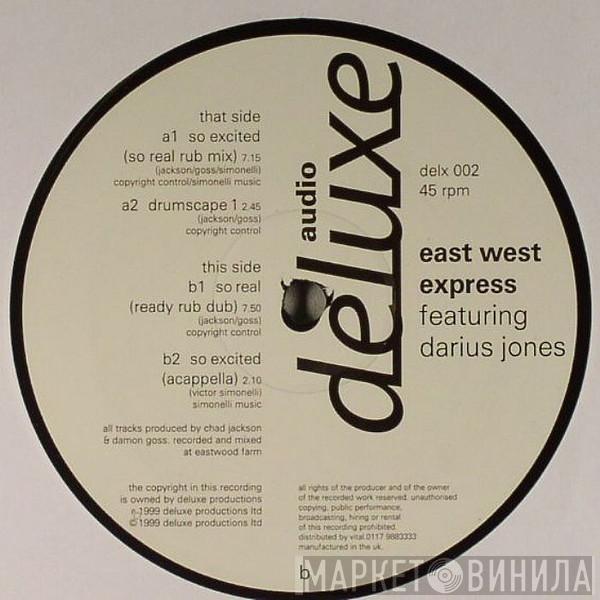 that side
a1 so excited
(so real rub mix) 7.15
(jackson/goss/simonelli)
copyright control/simonelli music
a2 drumscape 1 2.45
(jackson/goss)
copyright control
this side
b1 so real
(ready rub dub) 7.50
(jackson/goss)
copyright control
b2 so excited
(acappella) 2.10
(victor simonelli)
simonelli music
all tracks produced by chad jackson
& damon goss. recorded and mixed
at eastwood farm
the copyright in this recording
is owned by deluxe productions
℗1999 deluxe productions ltd
©1999 deluxe productions ltd
audio
deluxe
delx 002
45 rpm
east west
express
featuring
darius jones
all rights of the producer and of the owner
of the recorded work reserved. unauthorised
copying, public performance,
broadcasting, hiring or rental
of this recording prohibited.
distributed by vital.0117 9883333
manufactured in the uk.
b
МАРКЕТ ВИНИЛА